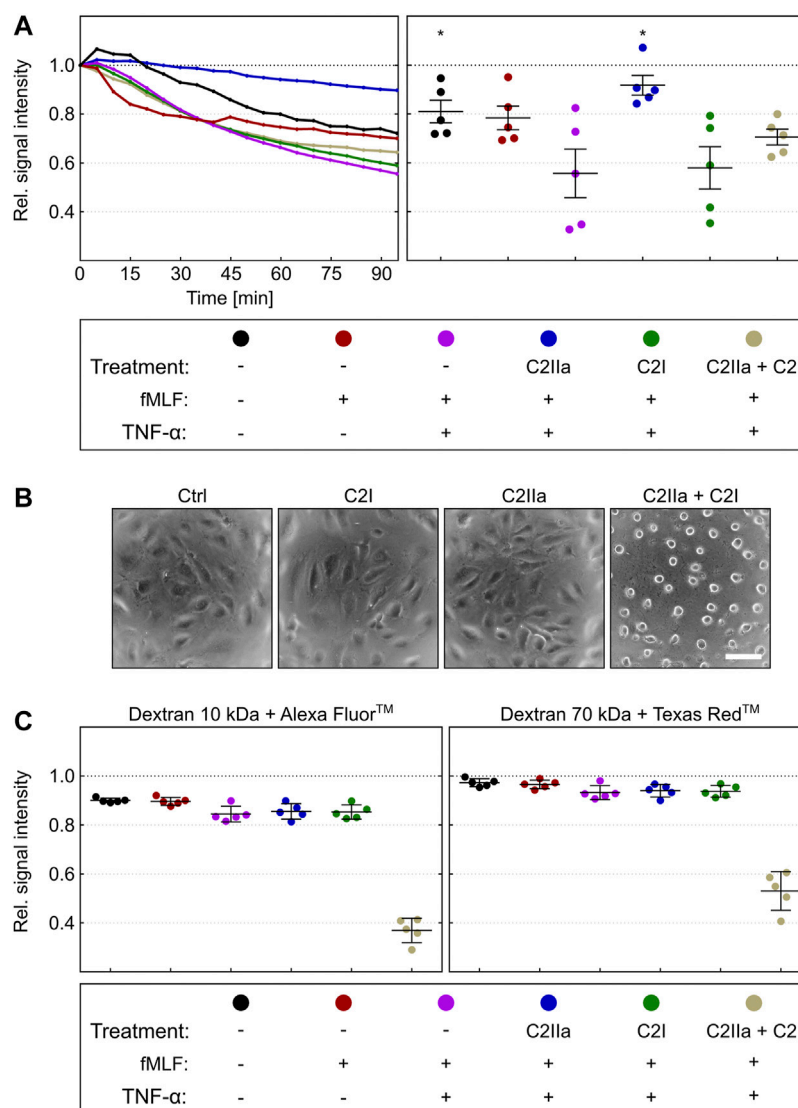 A
Rel. signal intensity
1.0
0.8
0.6
0.4
0 15 30 45 60 75 90
Time [min]
* *
Treatment: - - - C2IIa C2I C2IIa + C2
fMLF: - + + + + +
TNF-α: - - + + + +
B
Ctrl C2I C2IIa C2IIa + C2I
C
Dextran 10 kDa + Alexa Fluor™ Dextran 70 kDa + Texas Red™
Rel. signal intensity
1.0
0.8
0.6
0.4
Treatment: - - - C2IIa C2I C2IIa + C2
fMLF: - + + + + +
TNF-α: - - + + + +